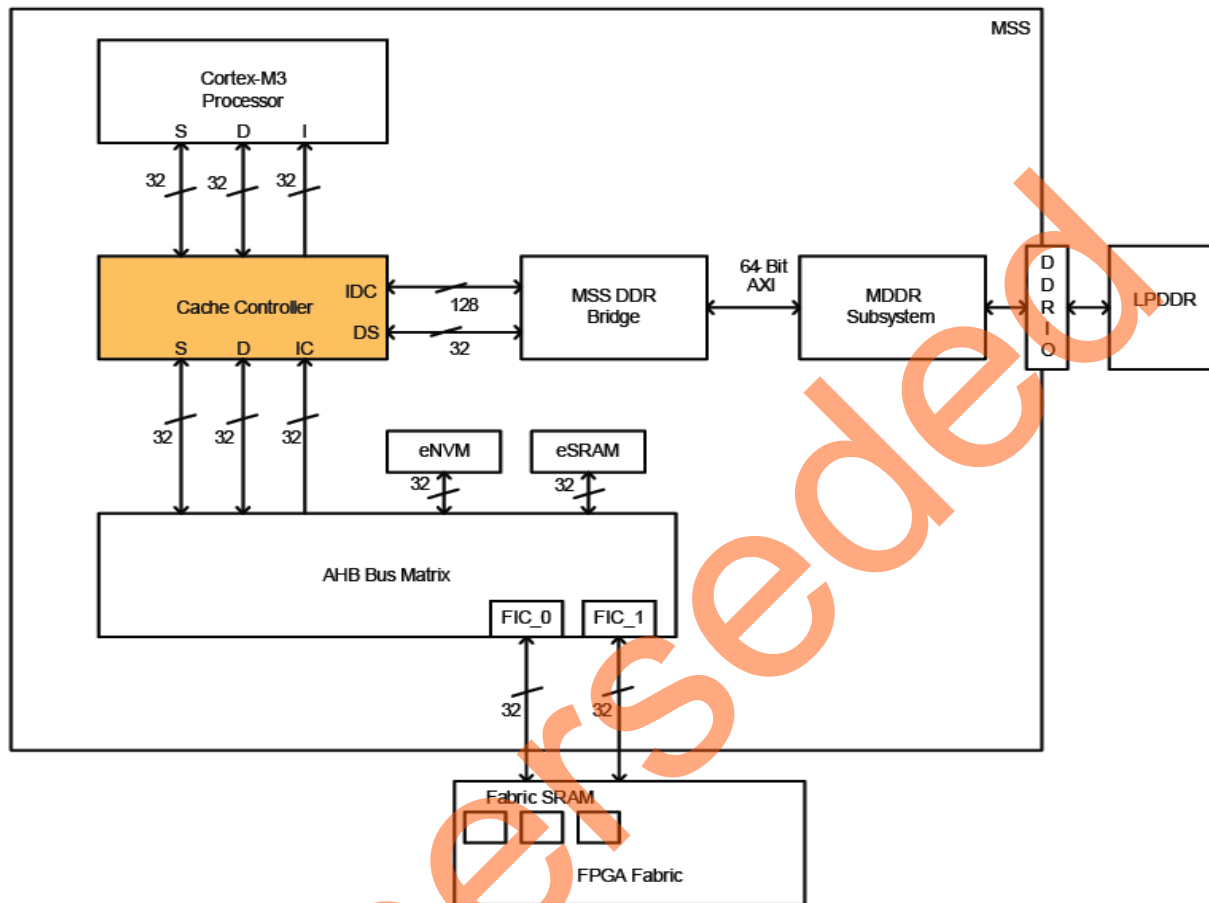 MSS
Cortex-M3
Processor
S D I
32 32 32
Cache Controller
IDC
DS
S D IC
128
32
MSS DDR
Bridge
64 Bit
AXI
MDDR
Subsystem
D
D
R
I
O
LPDDR
32 32 32
eNVM
eSRAM
32 32
AHB Bus Matrix
FIC_0 FIC_1
32 32
Fabric SRAM
FPGA Fabric
erseded